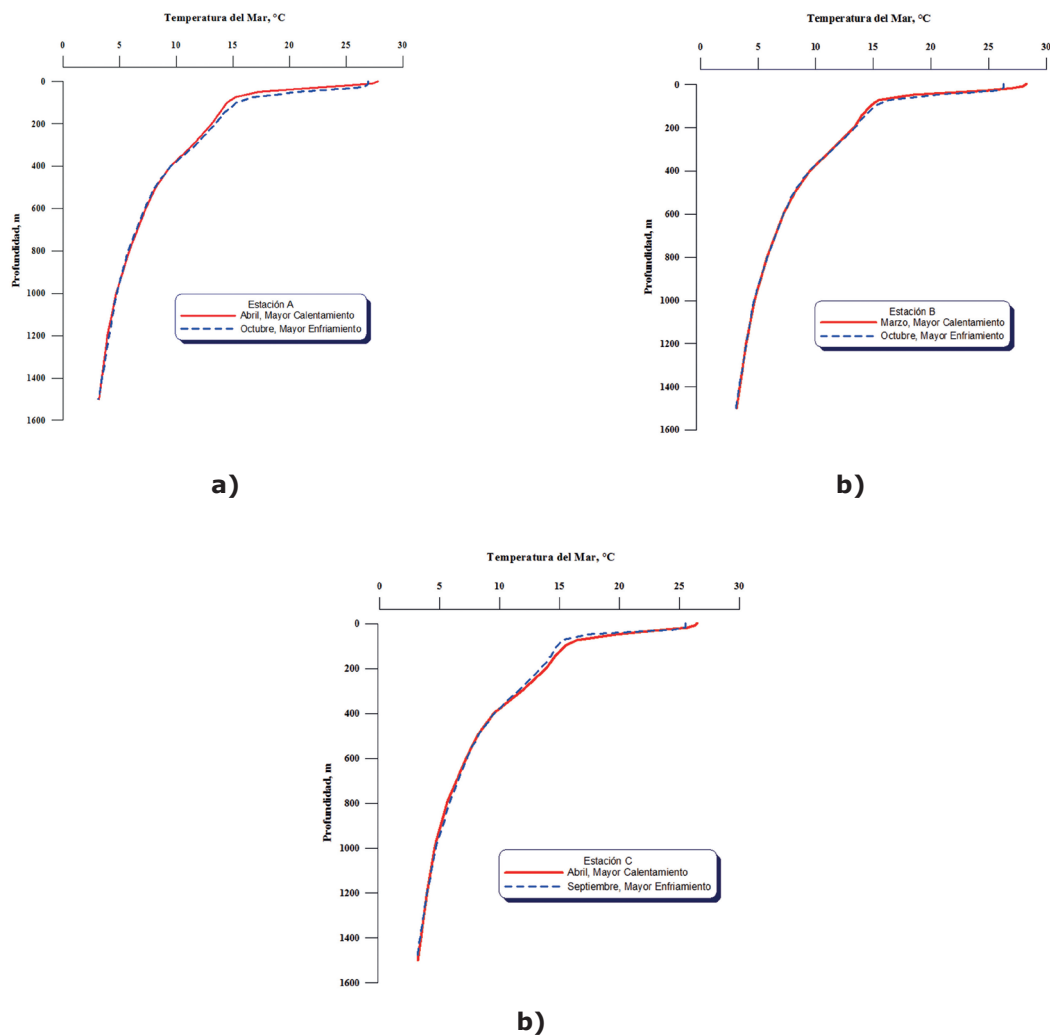 Temperatura del Mar, °C
0 5 10 15 20 25 30
0
200
400
600
800
1000
1200
1400
1600
Profundidad, m
Estación A
Abril, Mayor Calentamiento
Octubre, Mayor Enfriamiento
a)
Temperatura del Mar, °C
0 5 10 15 20 25 30
0
200
400
600
800
1000
1200
1400
1600
Profundidad, m
Estación B
Marzo, Mayor Calentamiento
Octubre, Mayor Enfriamiento
b)
Temperatura del Mar, °C
0 5 10 15 20 25 30
0
200
400
600
800
1000
1200
1400
1600
Profundidad, m
Estación C
Abril, Mayor Calentamiento
Septiembre, Mayor Enfriamiento
b)